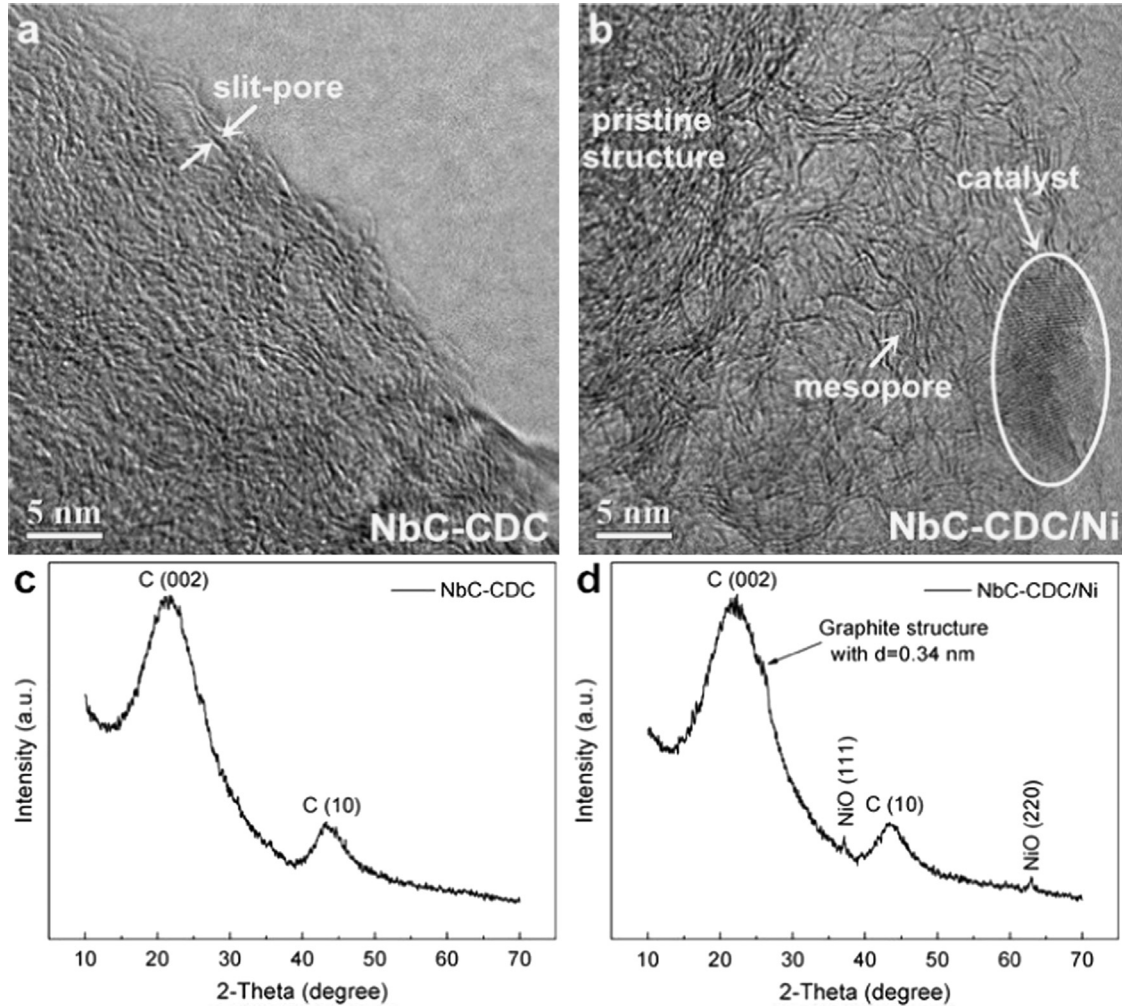 a
slit-pore
5 nm
NbC-CDC
b
pristine
structure
catalyst
mesopore
5 nm
NbC-CDC/Ni
c
C (002)
NbC-CDC
C (10)
Intensity (a.u.)
10 20 30 40 50 60 70
2-Theta (degree)
d
C (002)
NbC-CDC/Ni
Graphite structure
with d=0.34 nm
NiO (111)
C (10)
NiO (220)
Intensity (a.u.)
10 20 30 40 50 60 70
2-Theta (degree)